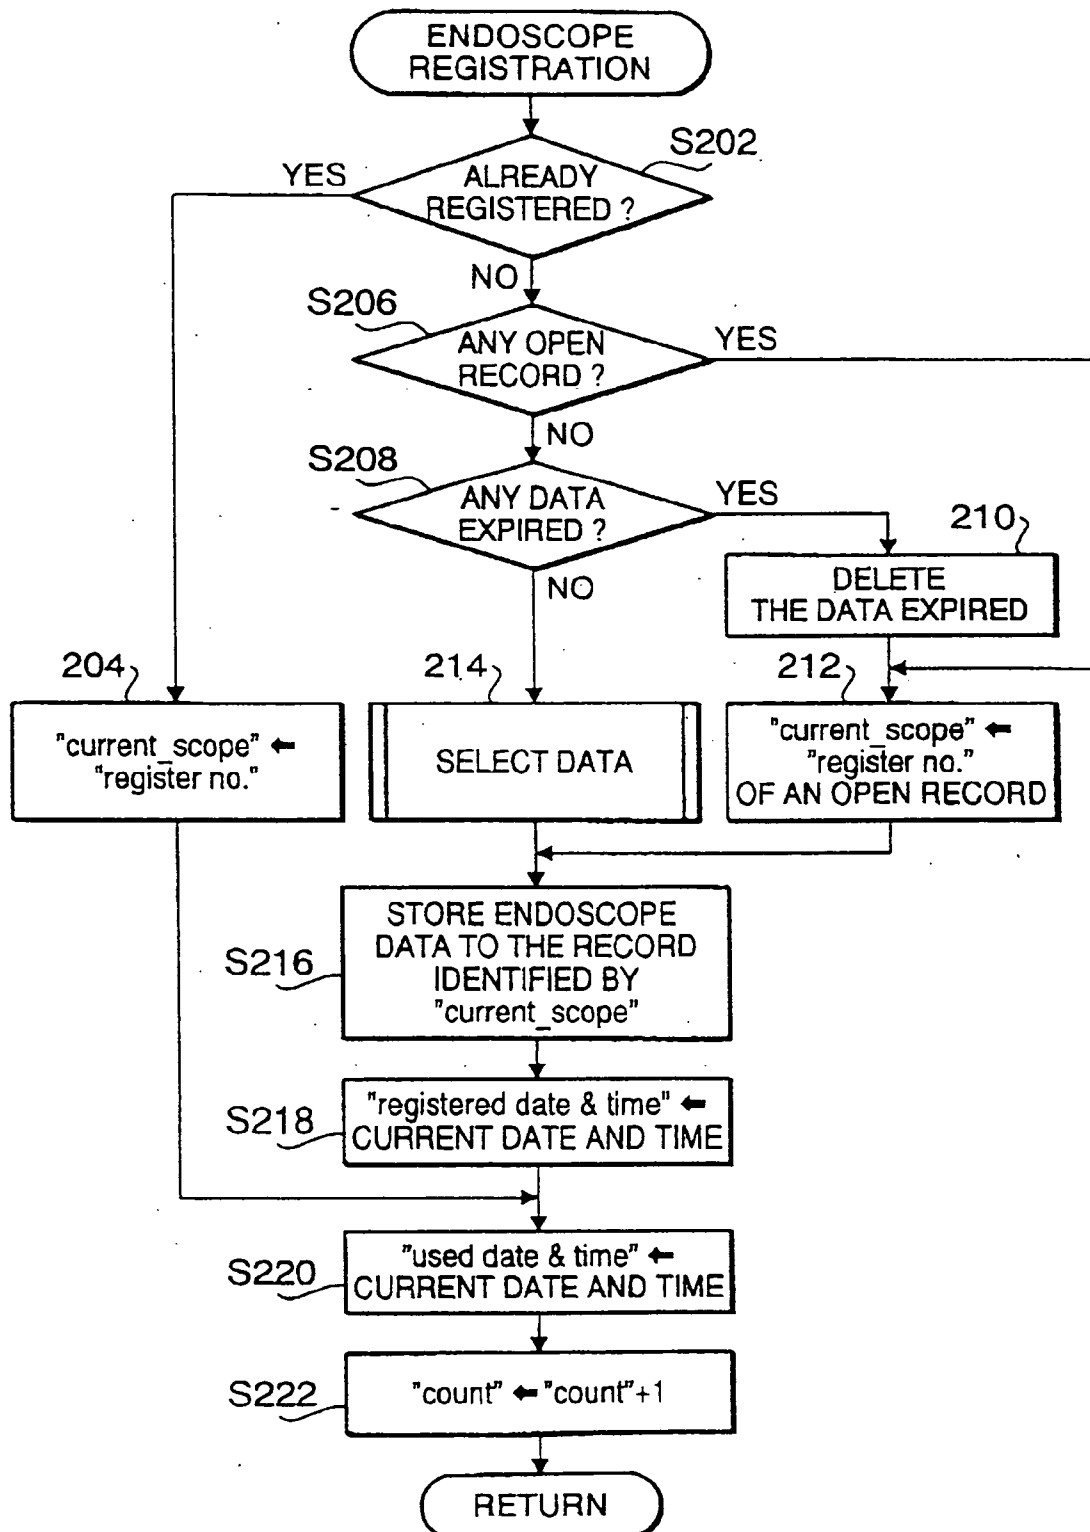 ENDOSCOPE
REGISTRATION
S202
YES
ALREADY
REGISTERED ?
NO
S206
ANY OPEN
RECORD ?
YES
NO
S208
ANY DATA
EXPIRED ?
YES
NO
210
DELETE
THE DATA EXPIRED
204
"current_scope" ←
"register no."
214
SELECT DATA
212
"current_scope" ←
"register no."
OF AN OPEN RECORD
S216
STORE ENDOSCOPE
DATA TO THE RECORD
IDENTIFIED BY
"current_scope"
S218
"registered date & time" ←
CURRENT DATE AND TIME
S220
"used date & time" ←
CURRENT DATE AND TIME
S222
"count" ← "count"+1
RETURN